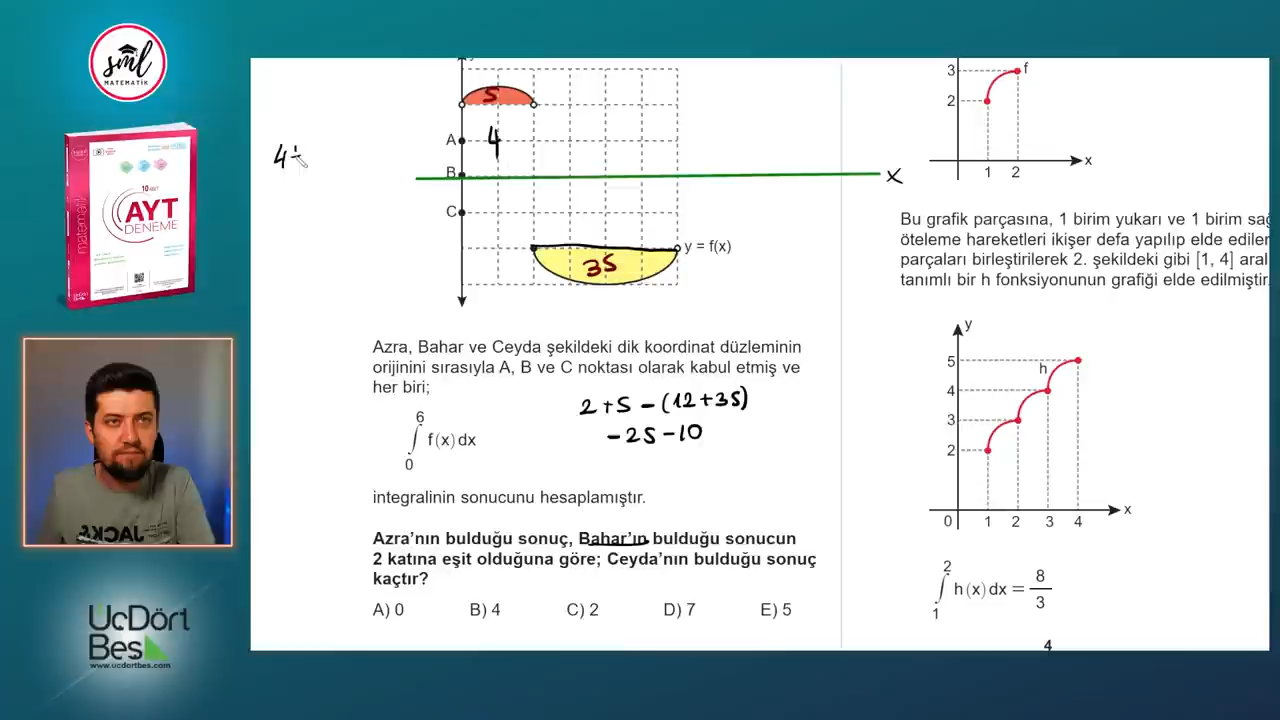 sml
MATEMATİK
matematik
10 ADET
AYT
DENEME
ÜçDört
Beş
www.ucdortbes.com
S
A
4
4+
B
x
C
y = f(x)
3S
Azra, Bahar ve Ceyda şekildeki dik koordinat düzleminin
orijinini sırasıyla A, B ve C noktası olarak kabul etmiş ve
her biri;
2+S-(12+3S)
6
∫ f(x) dx
0
-2S-10
integralinin sonucunu hesaplamıştır.
Azra'nın bulduğu sonuç, Bahar'ın bulduğu sonucun
2 katına eşit olduğuna göre; Ceyda'nın bulduğu sonuç
kaçtır?
A) 0 B) 4 C) 2 D) 7 E) 5
3
f
2
x
1 2
Bu grafik parçasına, 1 birim yukarı ve 1 birim sağ
öteleme hareketleri ikişer defa yapılıp elde ediler
parçaları birleştirilerek 2. şekildeki gibi [1, 4] aral
tanımlı bir h fonksiyonunun grafiği elde edilmiştir.
y
5
h
4
3
2
x
0 1 2 3 4
2
∫ h(x) dx = 8/3
1
4